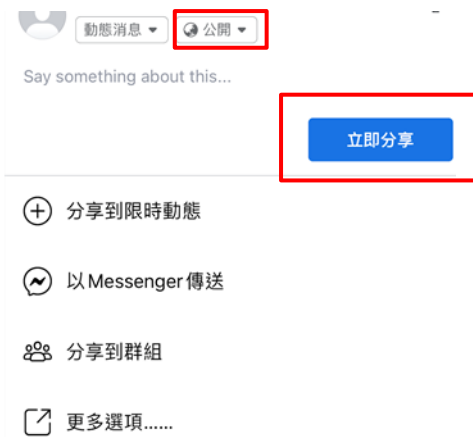 動態消息 公開
Say something about this...
立即分享
分享到限時動態
以Messenger傳送
分享到群組
更多選項......